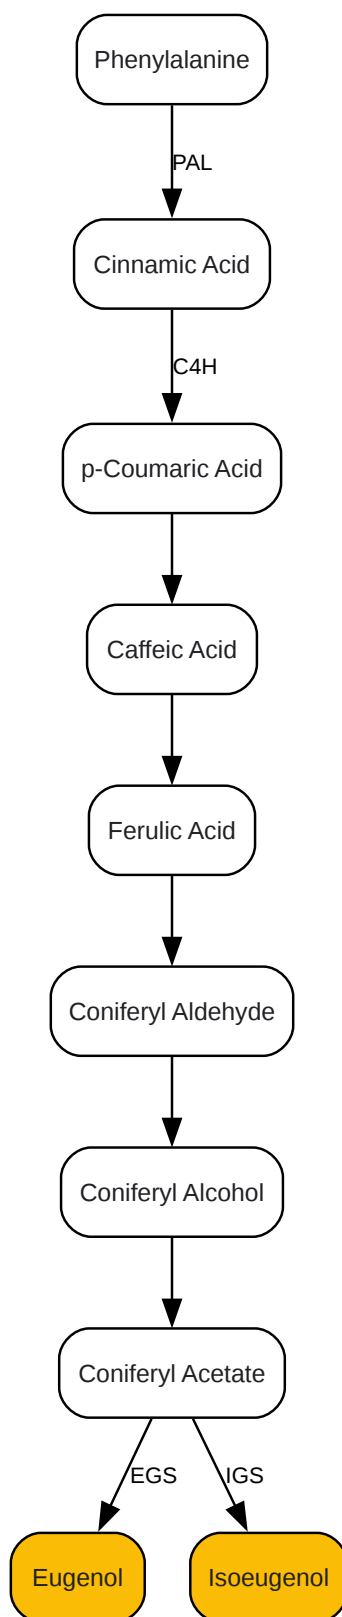 Phenylalanine
PAL
Cinnamic Acid
C4H
p-Coumaric Acid
Caffeic Acid
Ferulic Acid
Coniferyl Aldehyde
Coniferyl Alcohol
Coniferyl Acetate
EGS
IGS
Eugenol
Isoeugenol